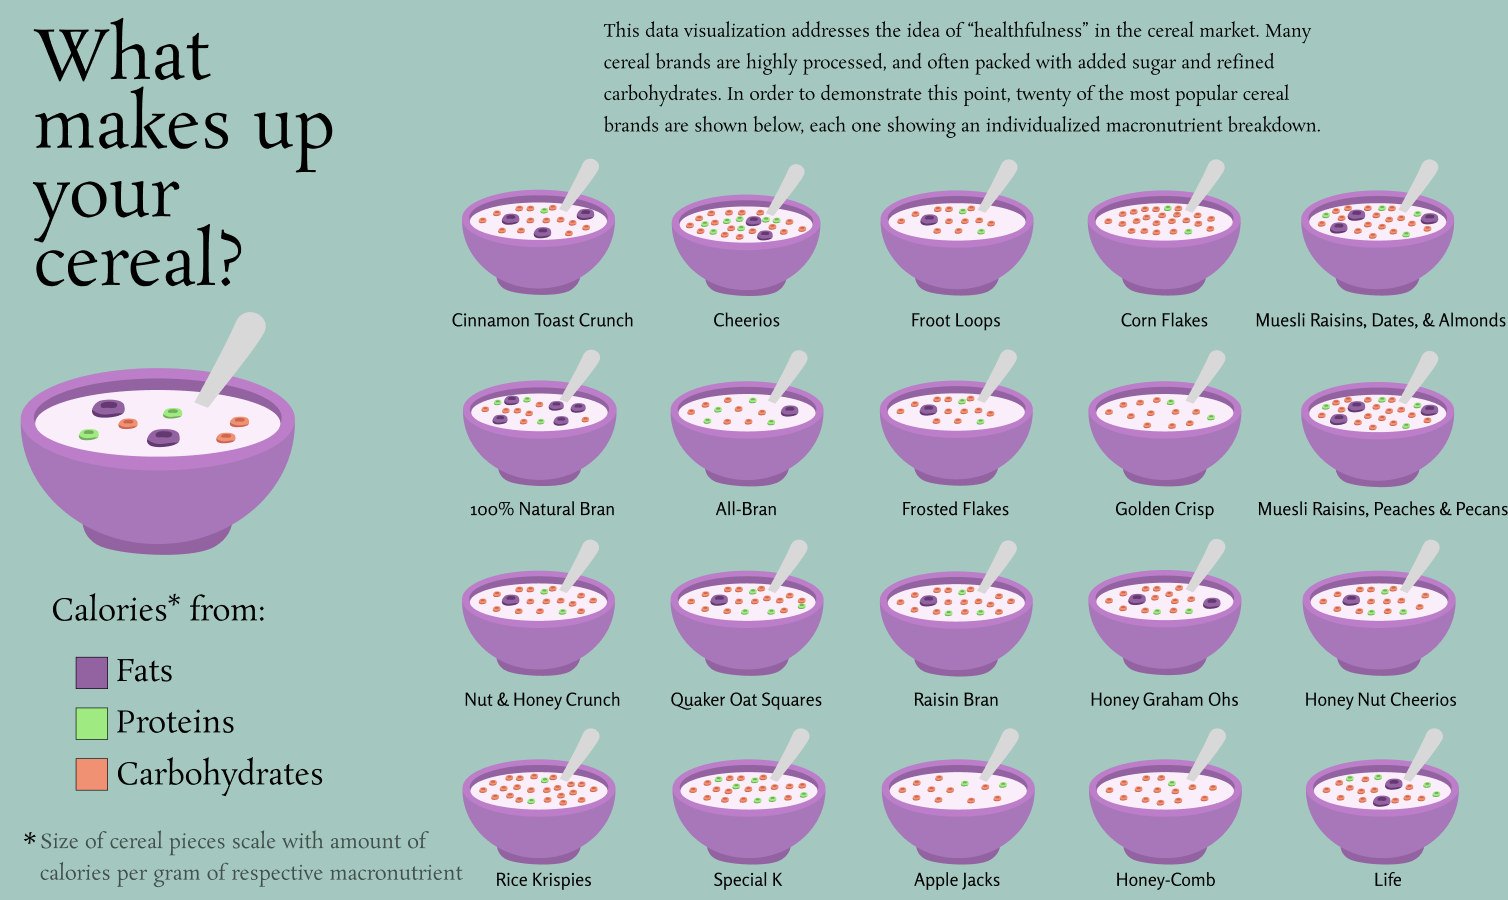 What
makes up
your
cereal?
This data visualization addresses the idea of “healthfulness” in the cereal market. Many
cereal brands are highly processed, and often packed with added sugar and refined
carbohydrates. In order to demonstrate this point, twenty of the most popular cereal
brands are shown below, each one showing an individualized macronutrient breakdown.
Cinnamon Toast Crunch
Cheerios
Froot Loops
Corn Flakes
Muesli Raisins, Dates, & Almonds
100% Natural Bran
All-Bran
Frosted Flakes
Golden Crisp
Muesli Raisins, Peaches & Pecans
Nut & Honey Crunch
Quaker Oat Squares
Raisin Bran
Honey Graham Ohs
Honey Nut Cheerios
Rice Krispies
Special K
Apple Jacks
Honey-Comb
Life
Calories* from:
Fats
Proteins
Carbohydrates
* Size of cereal pieces scale with amount of
calories per gram of respective macronutrient